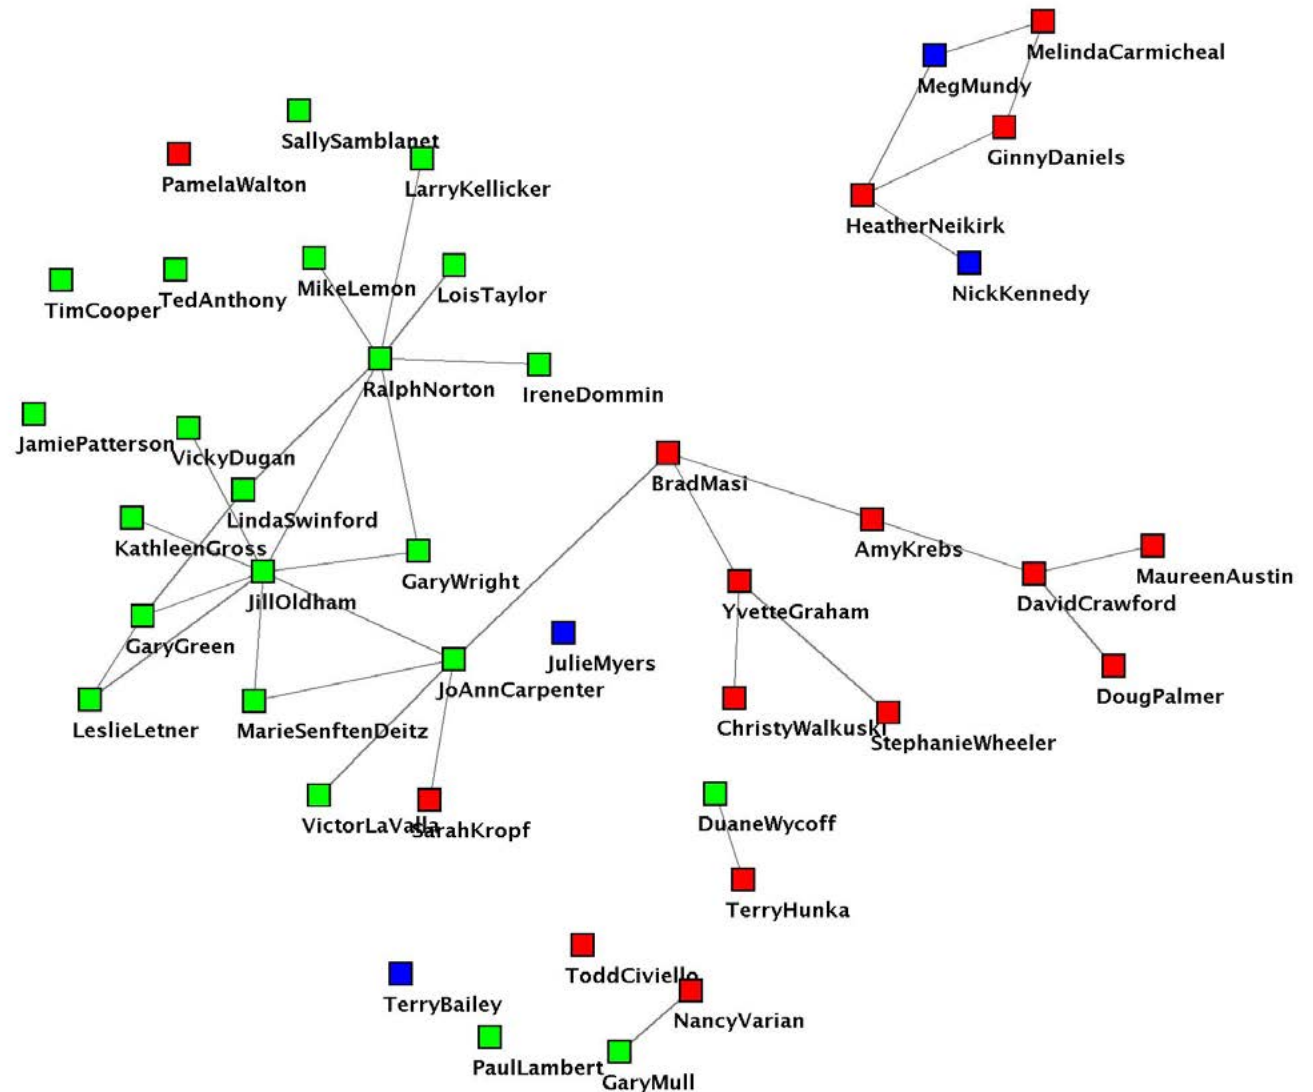 MelindaCarmicheal
MegMundy
SallySamblanet
GinnyDaniels
PamelaWalton
LarryKellicker
HeatherNeikirk
MikeLemon
LoisTaylor
NickKennedy
TimCooper
TedAnthony
RalphNorton
IreneDommin
JamiePatterson
VickyDugan
BradMasi
LindaSwinford
KathleenGross
AmyKrebs
MaureenAustin
GaryWright
JillOldham
DavidCrawford
YvetteGraham
GaryGreen
JulieMyers
JoAnnCarpenter
DougPalmer
LeslieLetner
MarieSenftenDeitz
ChristyWalkuski
StephanieWheeler
VictorLaValla
SarahKropf
DuaneWycoff
TerryHunka
ToddCiviello
TerryBailey
NancyVarian
PaulLambert
GaryMull